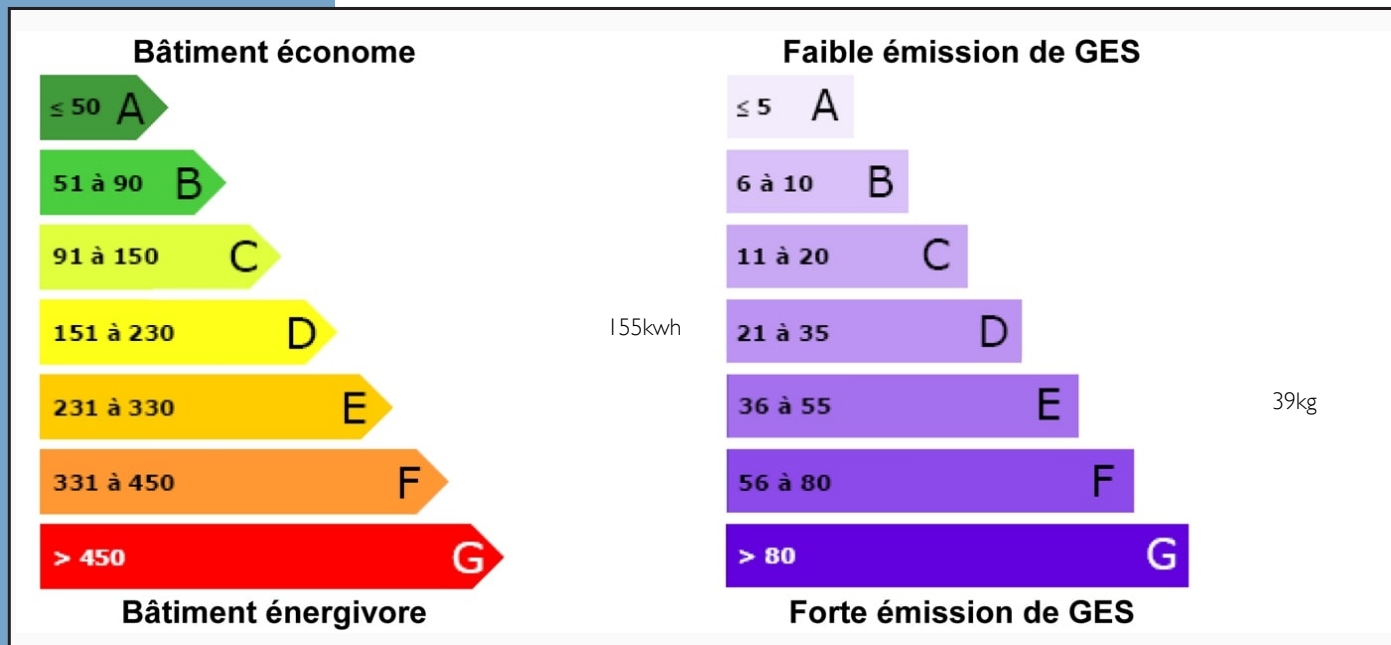 Bâtiment économe
≤ 50 A
51 à 90 B
91 à 150 C
151 à 230 D
155kwh
231 à 330 E
331 à 450 F
> 450 G
Bâtiment énergivore
Faible émission de GES
≤ 5 A
6 à 10 B
11 à 20 C
21 à 35 D
36 à 55 E
39kg
56 à 80 F
> 80 G
Forte émission de GES